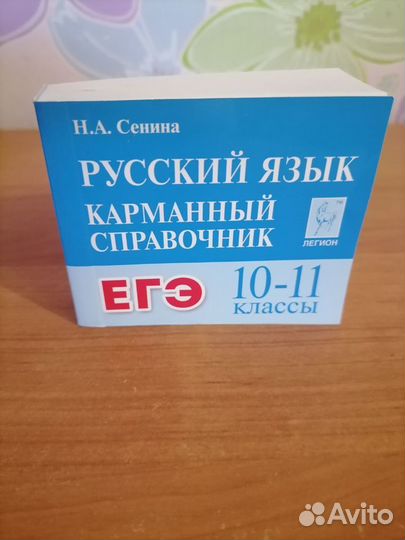 Н.А. Сенина
РУССКИЙ ЯЗЫК
КАРМАННЫЙ
СПРАВОЧНИК
ЛЕГИОН
ЕГЭ
10-11
классы
Avito